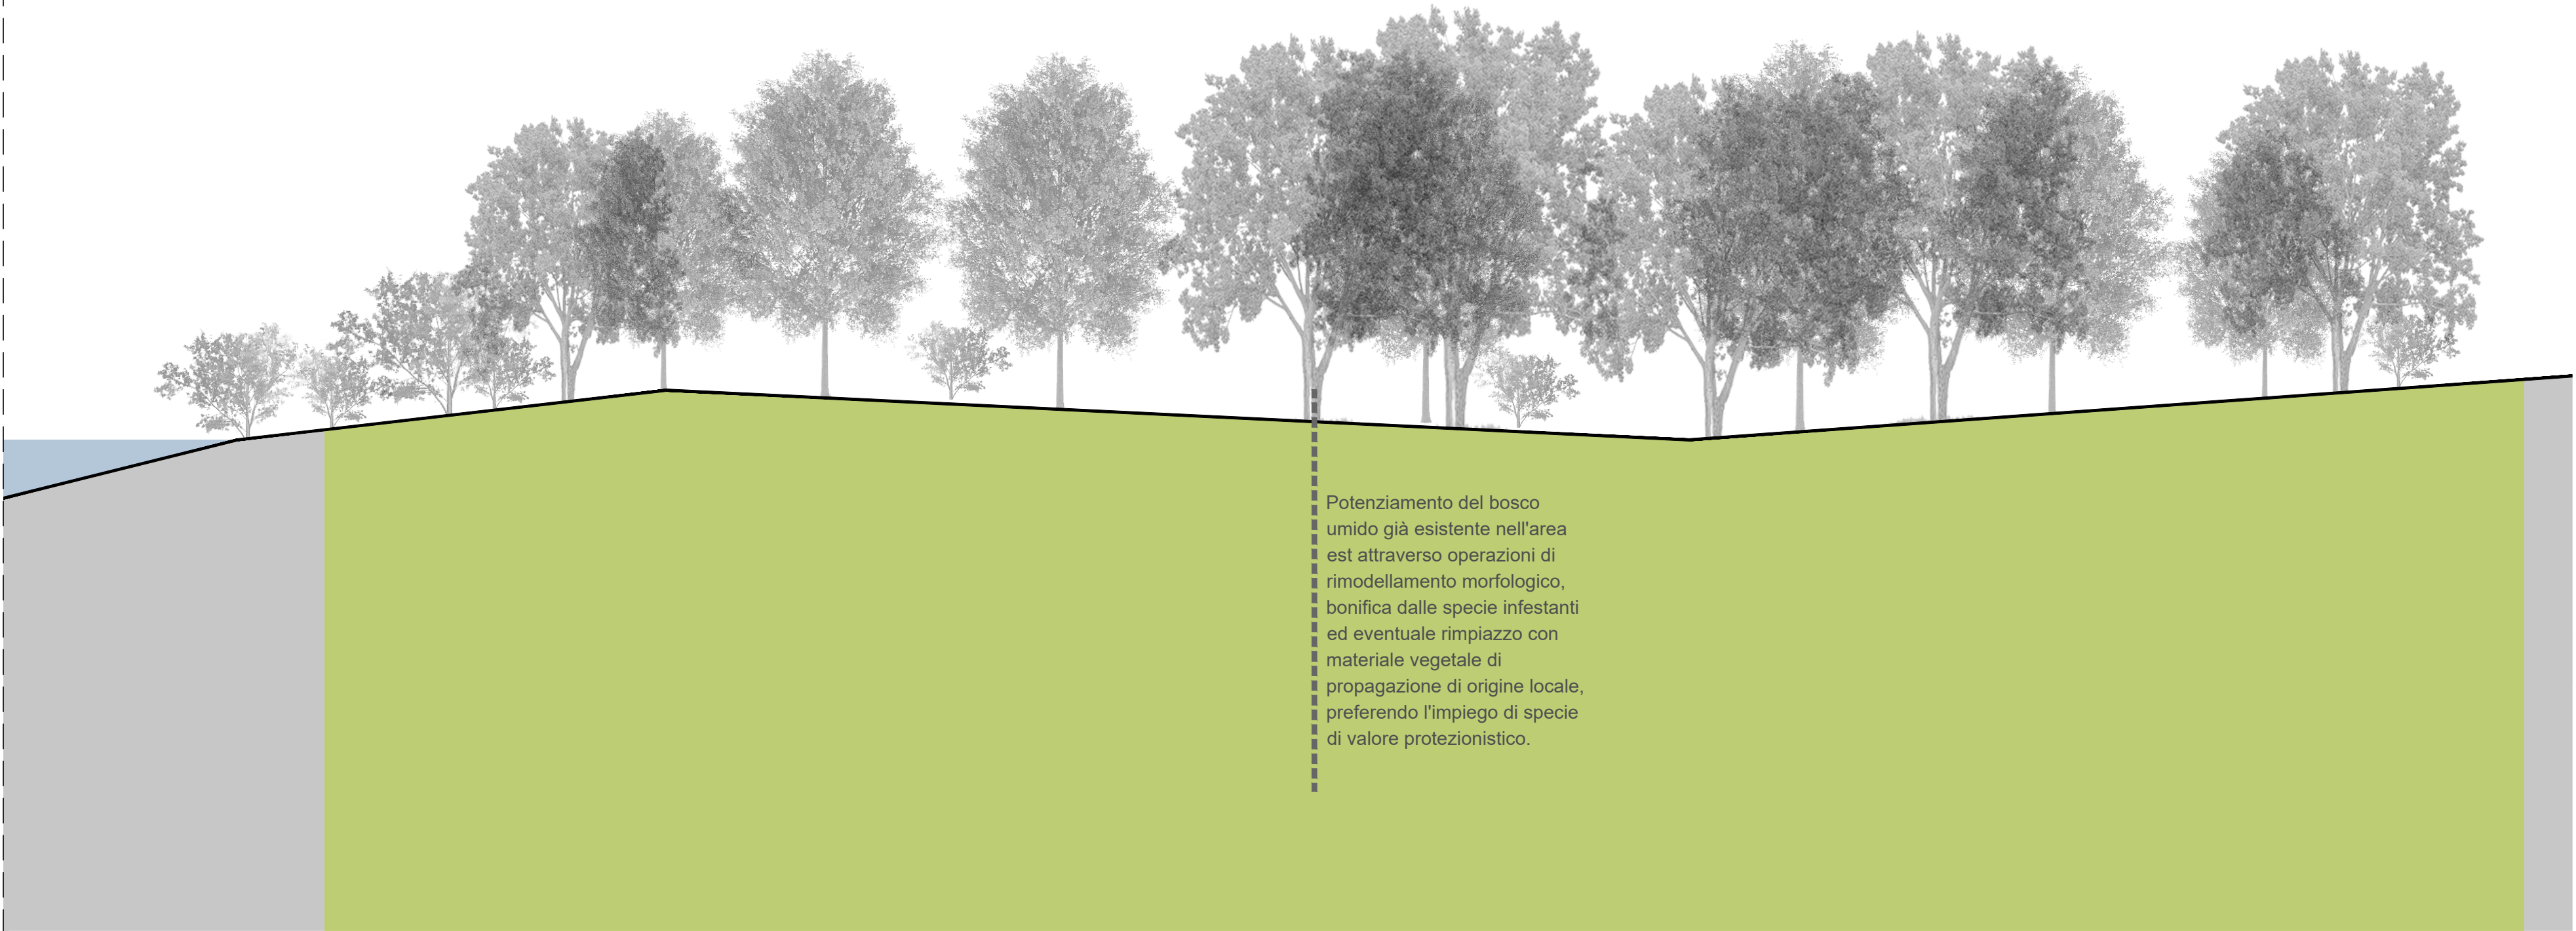 Potenziamento del bosco
umido già esistente nell'area
est attraverso operazioni di
rimodellamento morfologico,
bonifica dalle specie infestanti
ed eventuale rimpiazzo con
materiale vegetale di
propagazione di origine locale,
preferendo l'impiego di specie
di valore protezionistico.